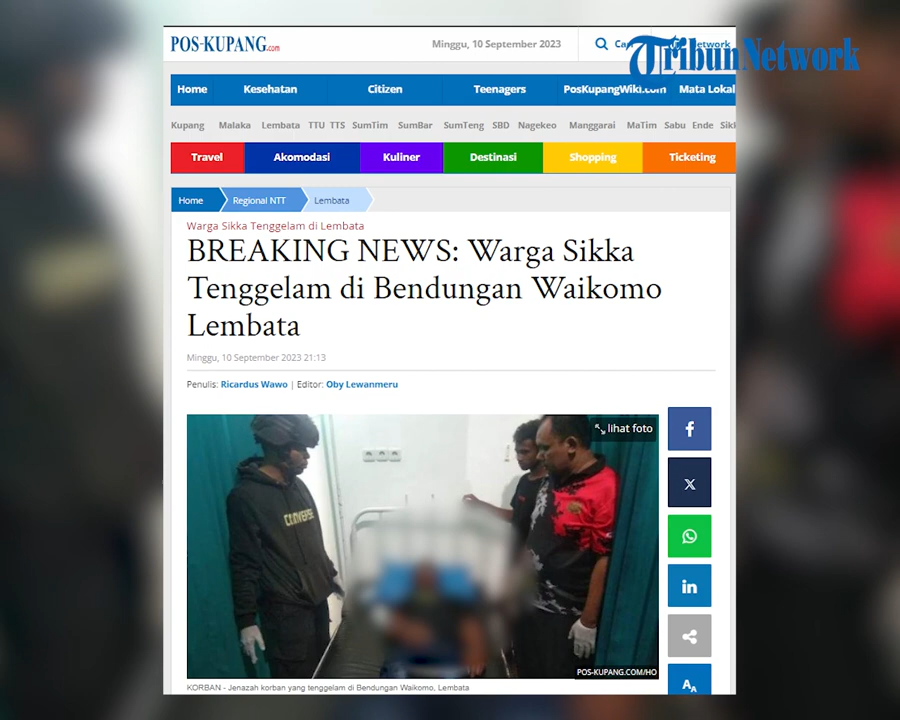 POS-KUPANG.com
Minggu, 10 September 2023
Tribun Network
Home Kesehatan Citizen Teenagers PosKupangWiki.com Mata Lokal
Kupang Malaka Lembata TTU TTS SumTim SumBar SumTeng SBD Nagekeo Manggarai MaTim Sabu Ende
Travel Akomodasi Kuliner Destinasi Shopping Ticketing
Home Regional NTT Lembata
Warga Sikka Tenggelam di Lembata
BREAKING NEWS: Warga Sikka
Tenggelam di Bendungan Waikomo
Lembata
Minggu, 10 September 2023 21:13
Penulis: Ricardus Wawo | Editor: Oby Lewanmeru
lihat foto
CONVERSE
POS-KUPANG.COM/HO
KORBAN - Jenazah korban yang tenggelam di Bendungan Waikomo, Lembata